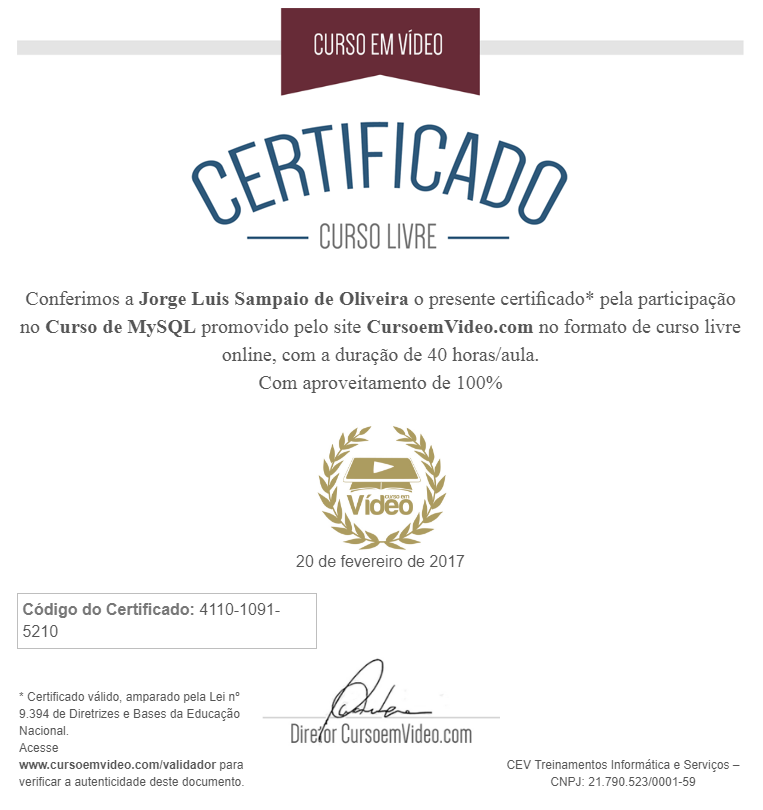 CURSO EM VÍDEO
CERTIFICADO
CURSO LIVRE
Conferimos a Jorge Luis Sampaio de Oliveira o presente certificado* pela participação
no Curso de MySQL promovido pelo site CursoemVideo.com no formato de curso livre
online, com a duração de 40 horas/aula.
Com aproveitamento de 100%
curso em
Vídeo
20 de fevereiro de 2017
Código do Certificado: 4110-1091-
5210
* Certificado válido, amparado pela Lei nº
9.394 de Diretrizes e Bases da Educação
Nacional.
Acesse
www.cursoemvideo.com/validador para
verificar a autenticidade deste documento.
Diretor CursoemVideo.com
CEV Treinamentos Informática e Serviços –
CNPJ: 21.790.523/0001-59